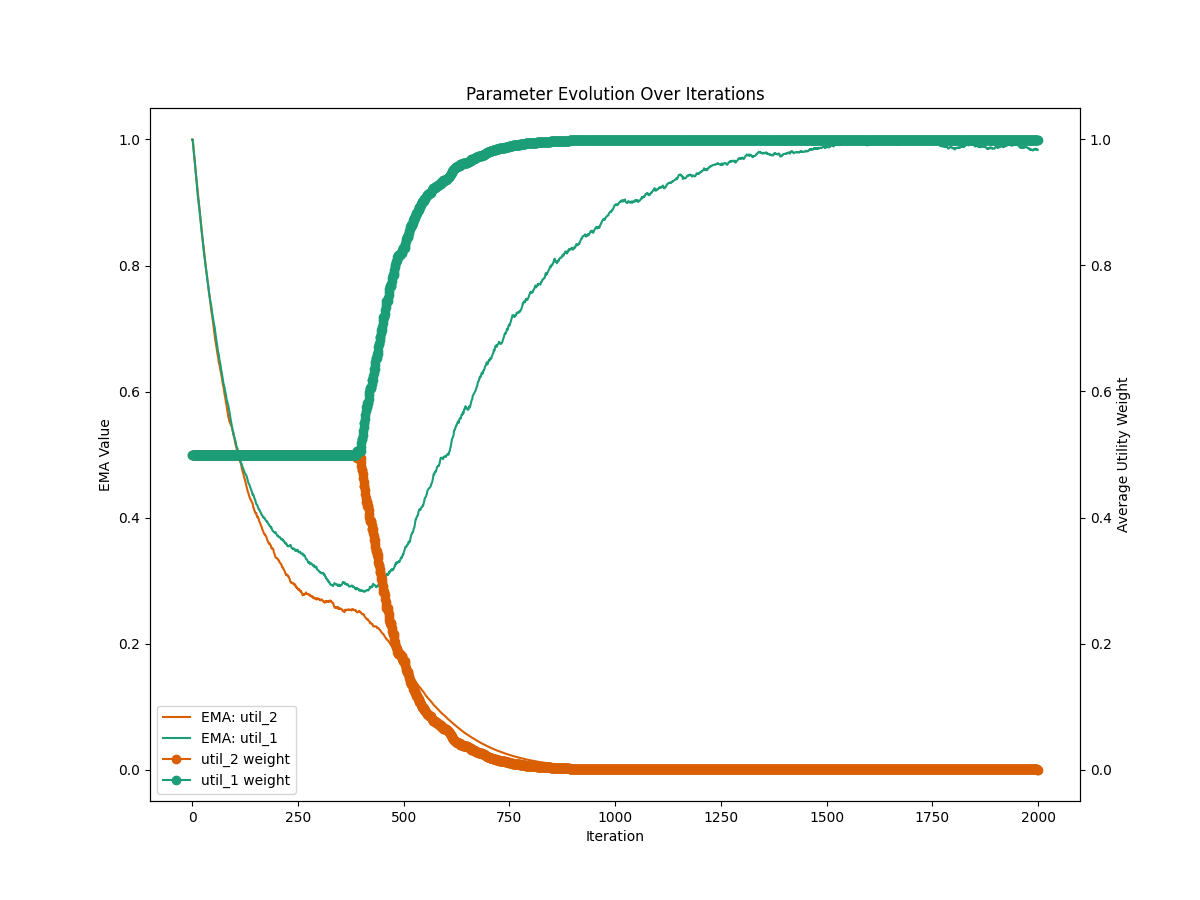 Parameter Evolution Over Iterations
EMA Value
1.0
0.8
0.6
0.4
0.2
0.0
1.0
0.8
0.6
0.4
0.2
0.0
Average Utility Weight
EMA: util_2
EMA: util_1
util_2 weight
util_1 weight
0 250 500 750 1000 1250 1500 1750 2000
Iteration